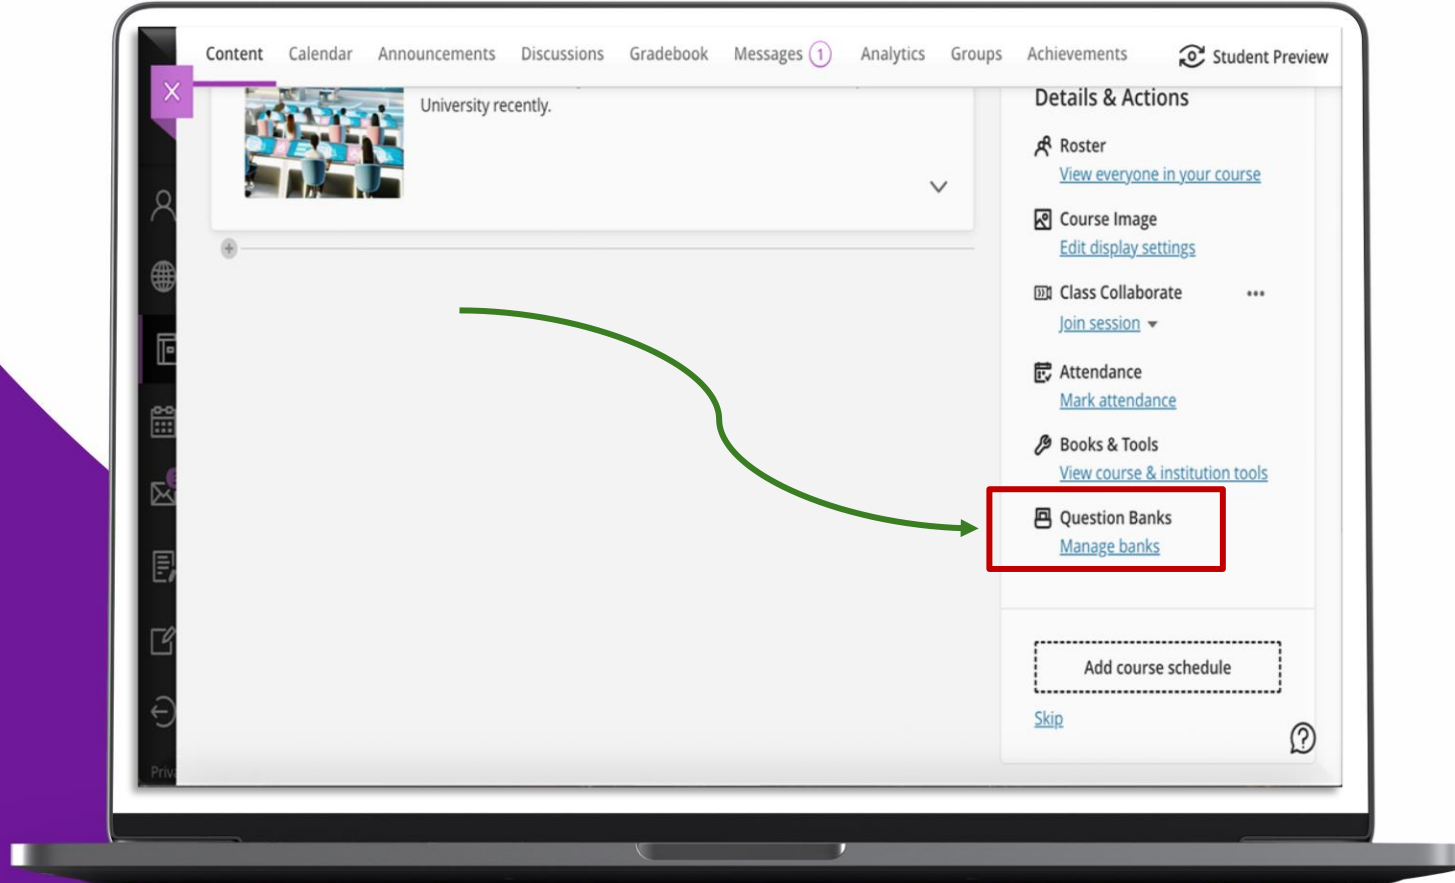 Content Calendar Announcements Discussions Gradebook Messages 1 Analytics Groups Achievements Student Preview
University recently.
Details & Actions
Roster
View everyone in your course
Course Image
Edit display settings
Class Collaborate
Join session
Attendance
Mark attendance
Books & Tools
View course & institution tools
Question Banks
Manage banks
Add course schedule
Skip